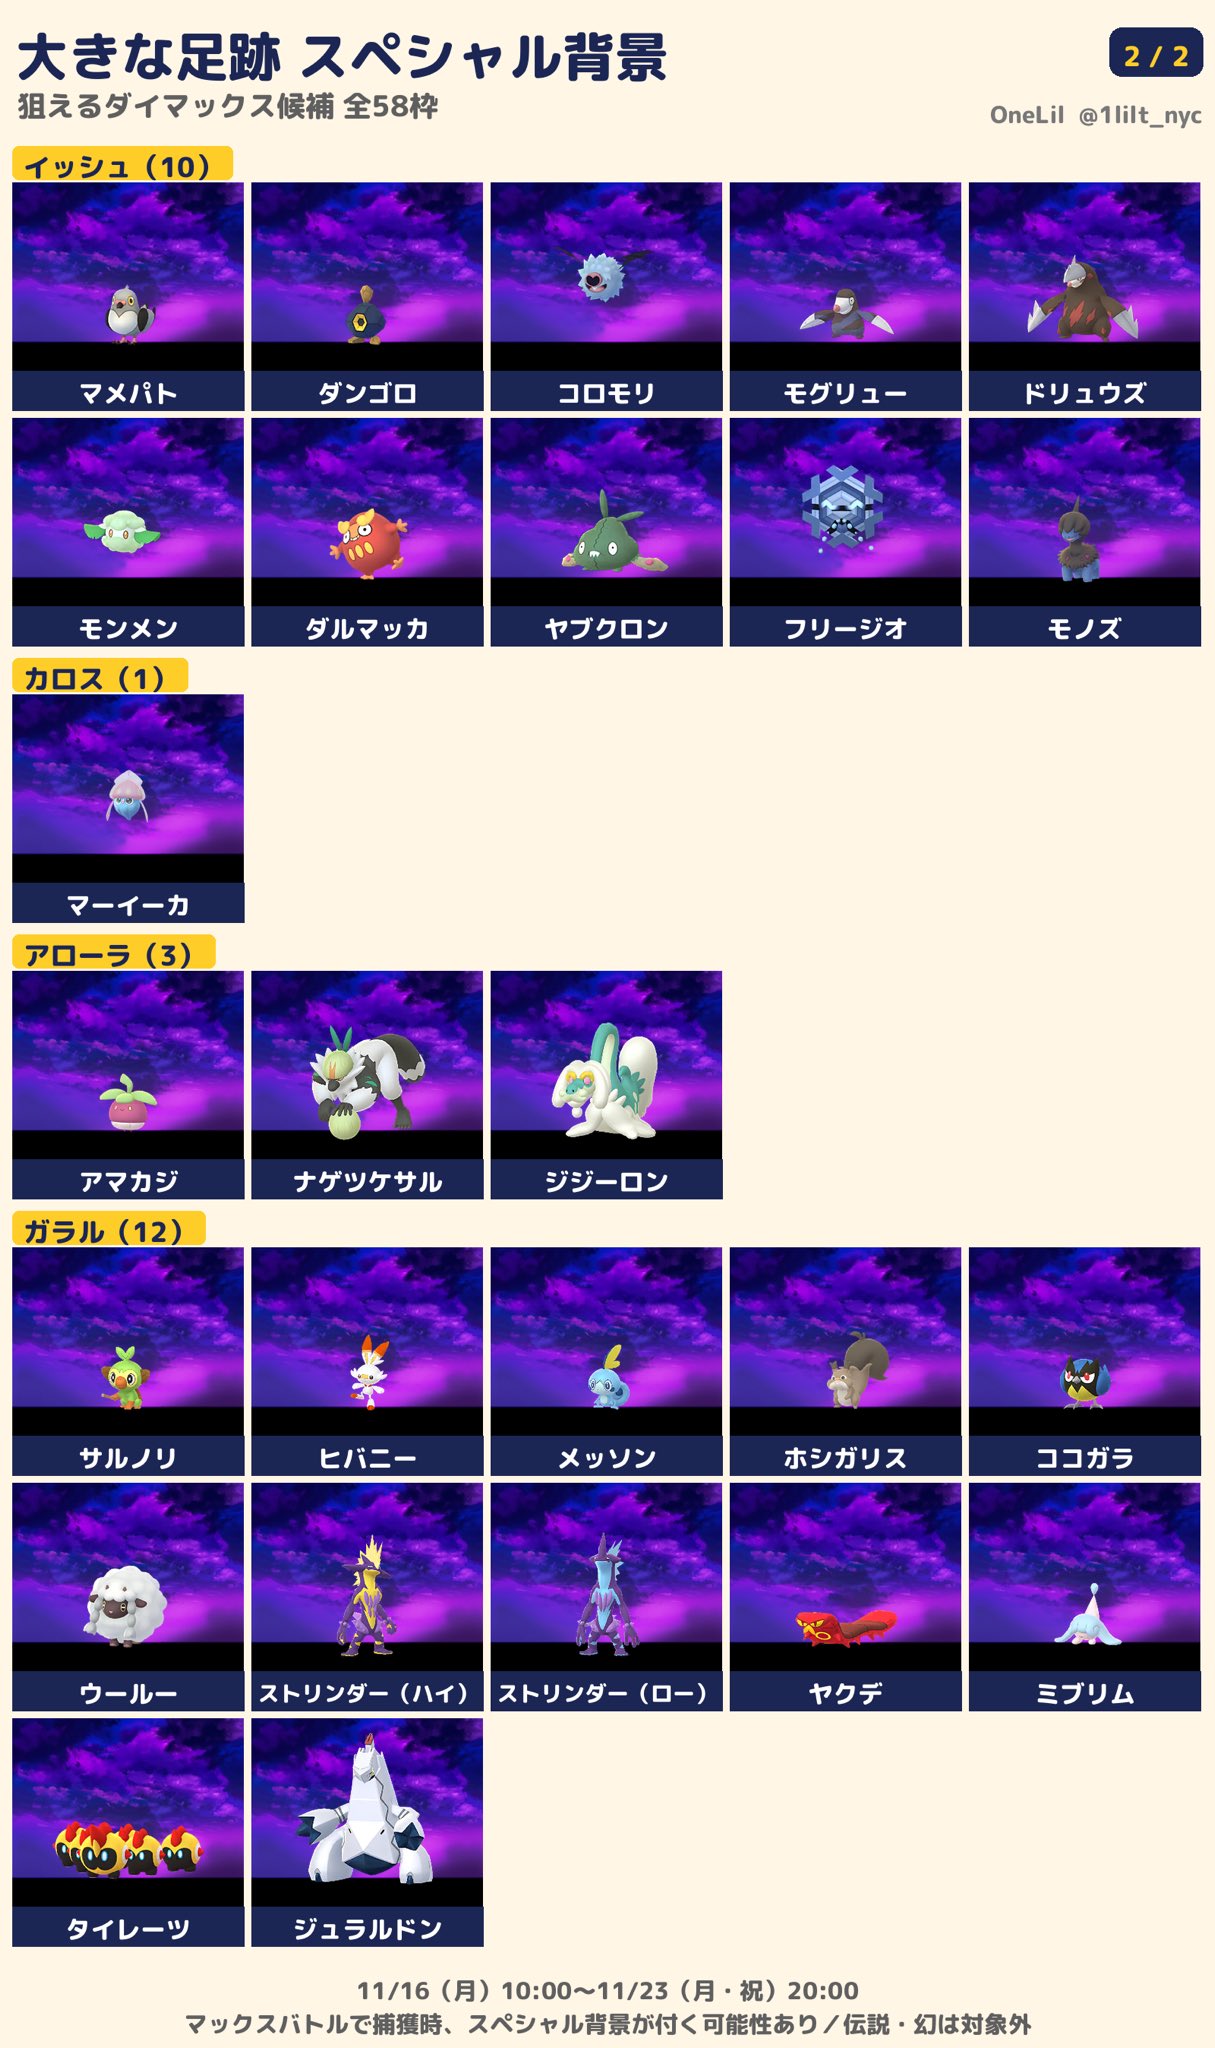 大きな足跡 スペシャル背景
2 / 2
狙えるダイマックス候補 全58枠
OneLil @1lilt_nyc
イッシュ（10）
マメパト ダンゴロ コロモリ モグリュー ドリュウズ
モンメン ダルマッカ ヤブクロン フリージオ モノズ
カロス（1）
マーイーカ
アローラ（3）
アマカジ ナゲツケサル ジジーロン
ガラル（12）
サルノリ ヒバニー メッソン ホシガリス ココガラ
ウールー ストリンダー（ハイ） ストリンダー（ロー） ヤクデ ミブリム
タイレーツ ジュラルドン
11/16（月）10:00〜11/23（月・祝）20:00
マックスバトルで捕獲時、スペシャル背景が付く可能性あり／伝説・幻は対象外